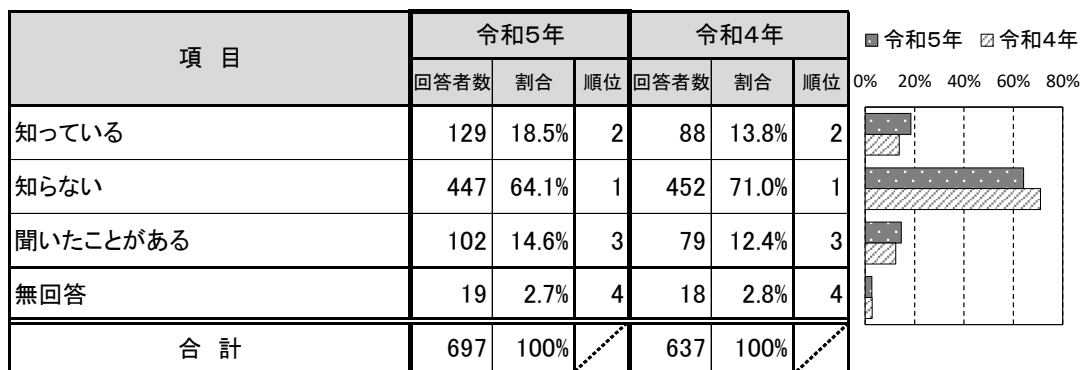 項 目 令和5年 令和4年
回答者数 割合 順位 回答者数 割合 順位
知っている 129 18.5% 2 88 13.8% 2
知らない 447 64.1% 1 452 71.0% 1
聞いたことがある 102 14.6% 3 79 12.4% 3
無回答 19 2.7% 4 18 2.8% 4
合 計 697 100% 637 100%
令和5年 令和4年
0% 20% 40% 60% 80%